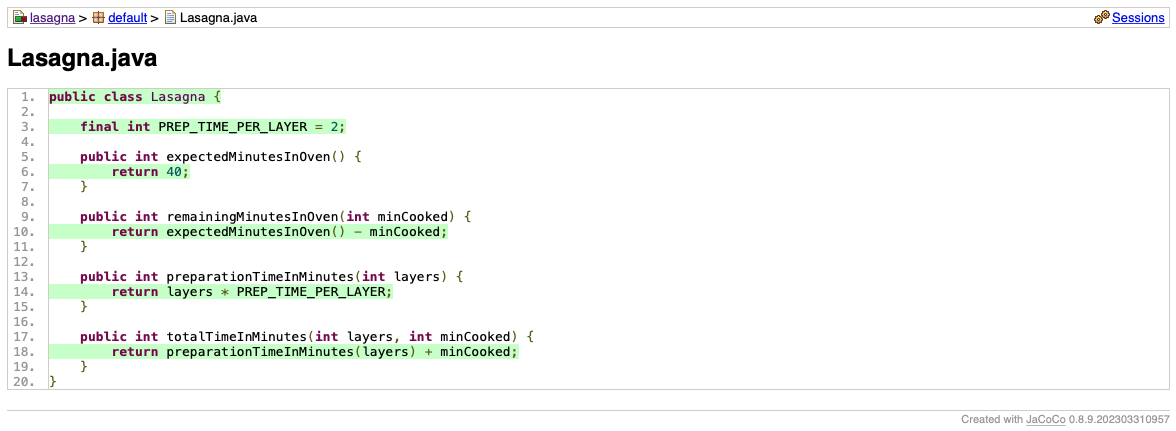 lasagna > default > Lasagna.java Sessions
Lasagna.java
1. public class Lasagna {
2.
3.     final int PREP_TIME_PER_LAYER = 2;
4.
5.     public int expectedMinutesInOven() {
6.         return 40;
7.     }
8.
9.     public int remainingMinutesInOven(int minCooked) {
10.         return expectedMinutesInOven() - minCooked;
11.     }
12.
13.     public int preparationTimeInMinutes(int layers) {
14.         return layers * PREP_TIME_PER_LAYER;
15.     }
16.
17.     public int totalTimeInMinutes(int layers, int minCooked) {
18.         return preparationTimeInMinutes(layers) + minCooked;
19.     }
20. }
Created with JaCoCo 0.8.9.202303310957